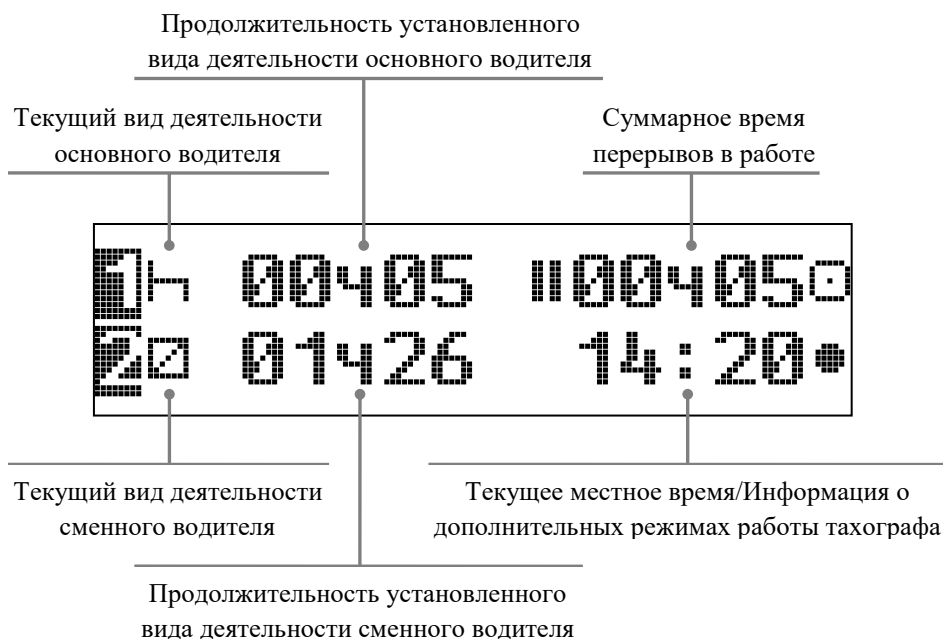 Продолжительность установленного
вида деятельности основного водителя
Текущий вид деятельности
основного водителя
Суммарное время
перерывов в работе
1 00ч05 00ч05
2 01ч26 14:20
Текущий вид деятельности
сменного водителя
Текущее местное время/Информация о
дополнительных режимах работы тахографа
Продолжительность установленного
вида деятельности сменного водителя